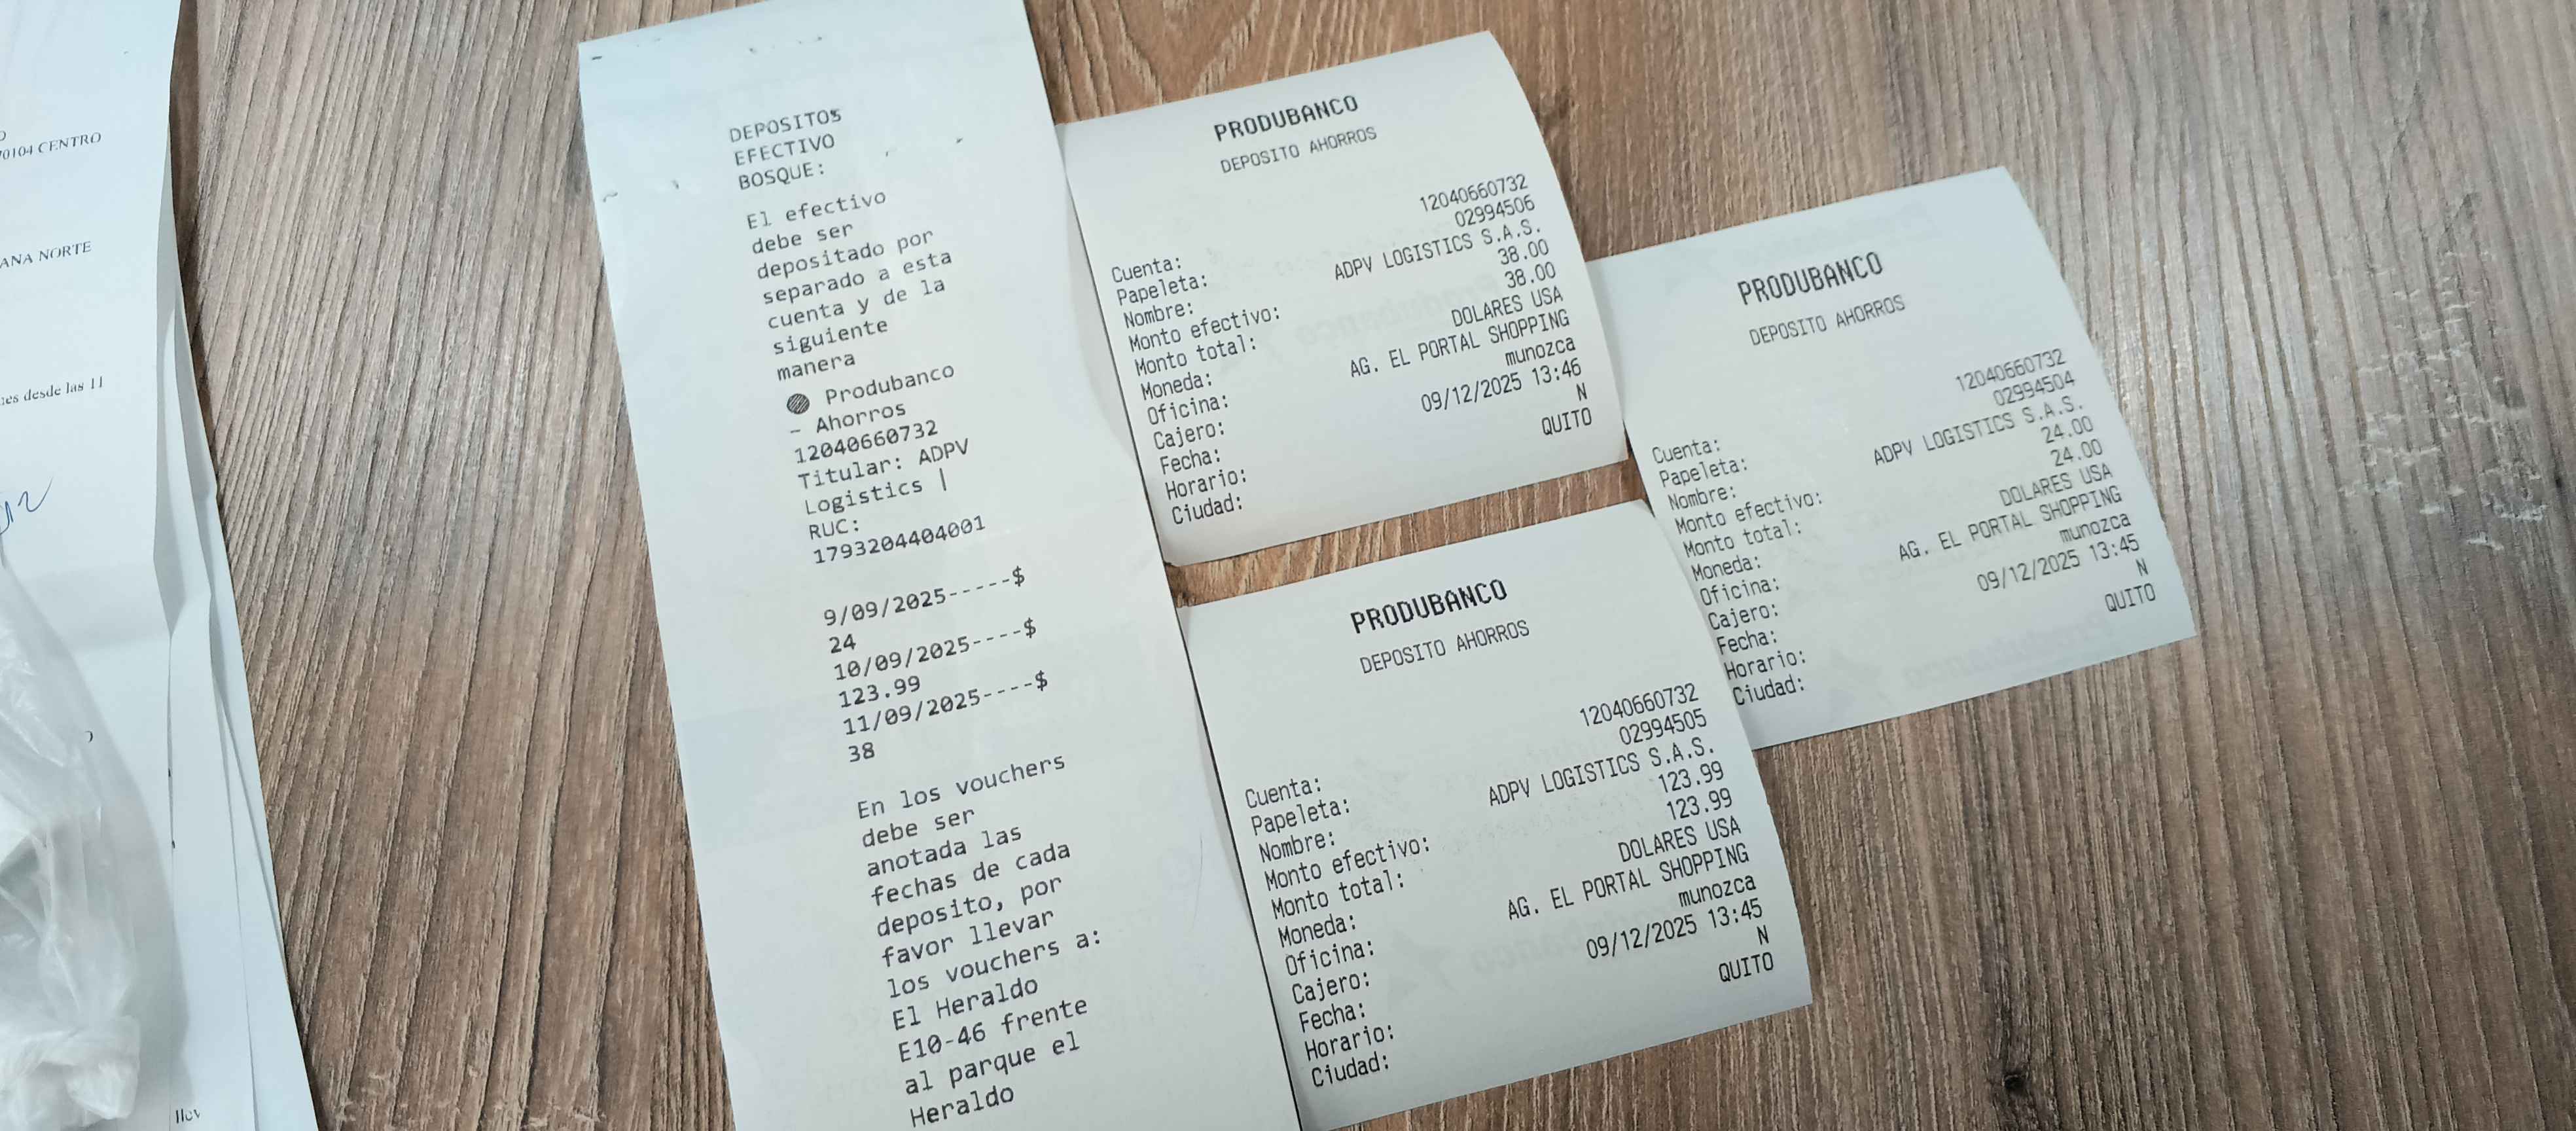 70104 CENTRO
ANA NORTE
nes desde las 11
llev
DEPOSITOS
EFECTIVO
BOSQUE:
El efectivo
debe ser
depositado por
separado a esta
cuenta y de la
siguiente
manera
Produbanco
– Ahorros
12040660732
Titular: ADPV
Logistics |
RUC:
1793204404001
9/09/2025-----$
24
10/09/2025----$
123.99
11/09/2025----$
38
En los vouchers
debe ser
anotada las
fechas de cada
deposito, por
favor llevar
los vouchers a:
El Heraldo
E10-46 frente
al parque el
Heraldo
PRODUBANCO
DEPOSITO AHORROS
Cuenta: 12040660732
Papeleta: 02994506
Nombre: ADPV LOGISTICS S.A.S.
Monto efectivo: 38.00
Monto total: 38.00
Moneda: DOLARES USA
Oficina: AG. EL PORTAL SHOPPING
Cajero: munozca
Fecha: 09/12/2025 13:46
Horario: N
Ciudad: QUITO
PRODUBANCO
DEPOSITO AHORROS
Cuenta: 12040660732
Papeleta: 02994505
Nombre: ADPV LOGISTICS S.A.S.
Monto efectivo: 123.99
Monto total: 123.99
Moneda: DOLARES USA
Oficina: AG. EL PORTAL SHOPPING
Cajero: munozca
Fecha: 09/12/2025 13:45
Horario: N
Ciudad: QUITO
PRODUBANCO
DEPOSITO AHORROS
Cuenta: 12040660732
Papeleta: 02994504
Nombre: ADPV LOGISTICS S.A.S.
Monto efectivo: 24.00
Monto total: 24.00
Moneda: DOLARES USA
Oficina: AG. EL PORTAL SHOPPING
Cajero: munozca
Fecha: 09/12/2025 13:45
Horario: N
Ciudad: QUITO